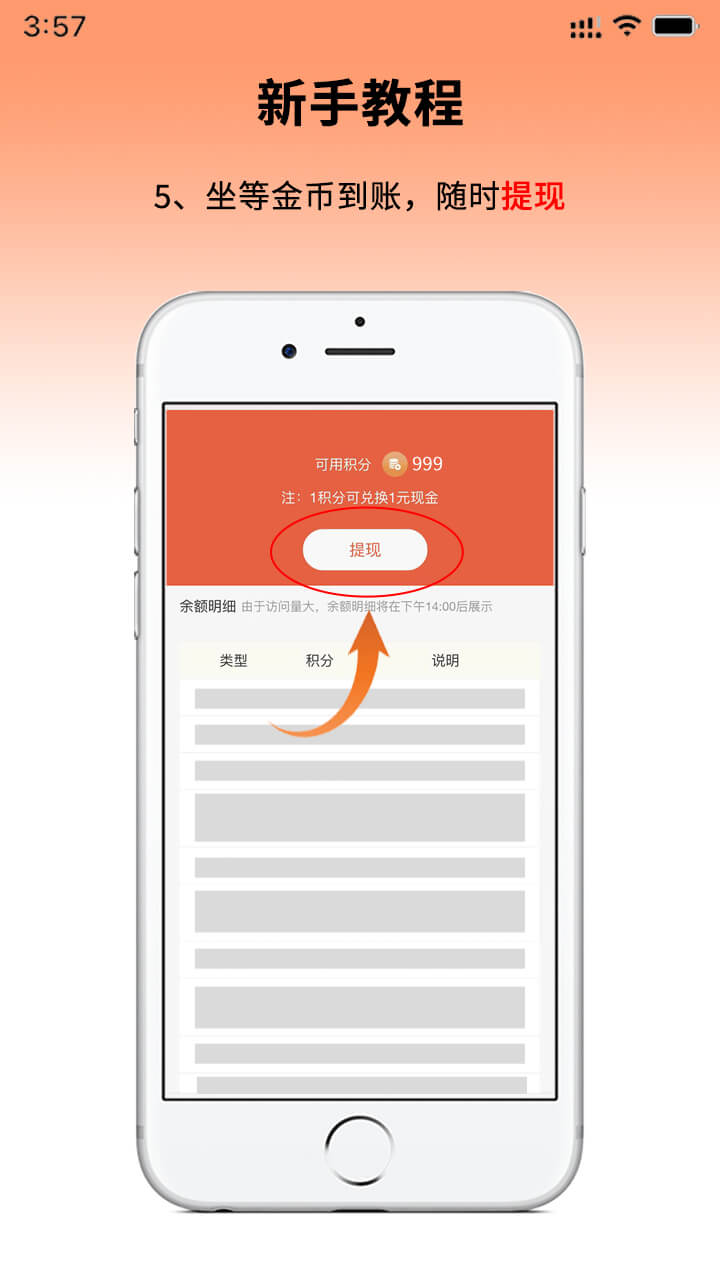 3:57
新手教程
5、坐等金币到账，随时提现
可用积分 999
注：1积分可兑换1元现金
提现
余额明细 由于访问量大，余额明细将在下午14:00后展示
类型 积分 说明